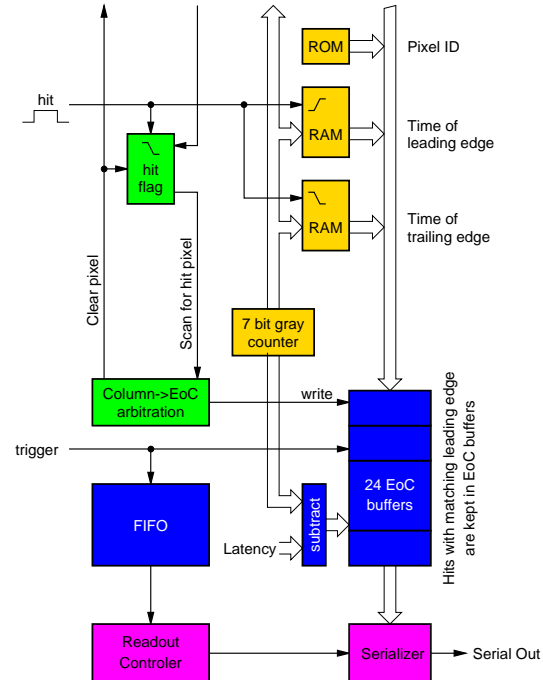 ROM
Pixel ID
hit
RAM
Time of
leading edge
hit
flag
RAM
Time of
trailing edge
Clear pixel
Scan for hit pixel
7 bit gray
counter
Column->EoC
arbitration
write
trigger
FIFO
Latency
subtract
24 EoC
buffers
Hits with matching leading edge
are kept in EoC buffers
Readout
Controler
Serializer
Serial Out